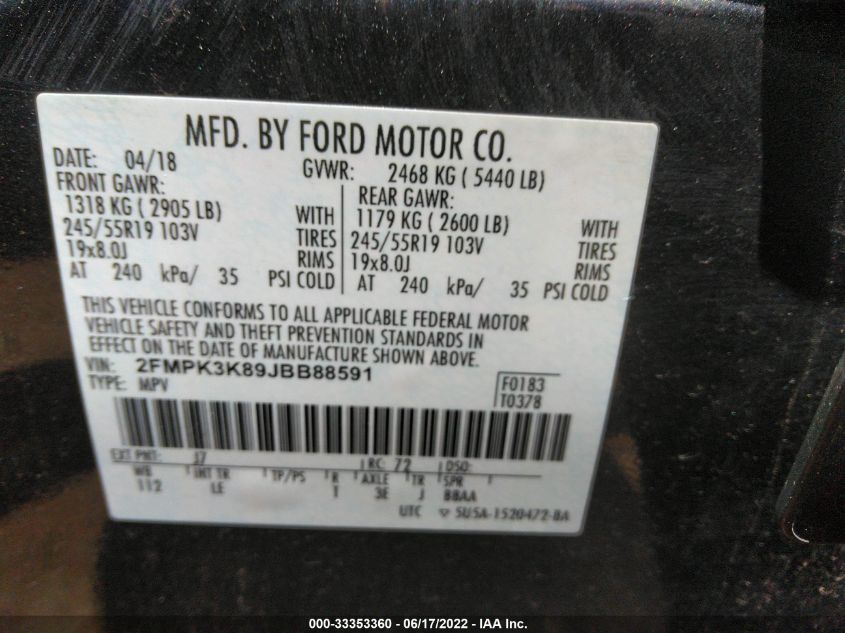 MFD. BY FORD MOTOR CO.
DATE: 04/18 GVWR: 2468 KG ( 5440 LB)
FRONT GAWR: REAR GAWR:
1318 KG ( 2905 LB) WITH 1179 KG ( 2600 LB) WITH
245/55R19 103V TIRES 245/55R19 103V TIRES
19x8.0J RIMS 19x8.0J RIMS
AT 240 kPa/ 35 PSI COLD AT 240 kPa/ 35 PSI COLD
THIS VEHICLE CONFORMS TO ALL APPLICABLE FEDERAL MOTOR
VEHICLE SAFETY AND THEFT PREVENTION STANDARDS IN
EFFECT ON THE DATE OF MANUFACTURE SHOWN ABOVE.
VIN: 2FMPK3K89JBB88591
TYPE: MPV
F0183
T0378
EXT PNT: J7 RC: 72 DSO:
WB INT TR TP/PS R AXLE TR SPR
112 LE T 3E J BBAA
UTC ▽ 5U5A-1520472-BA
000-33353360 - 06/17/2022 - IAA Inc.